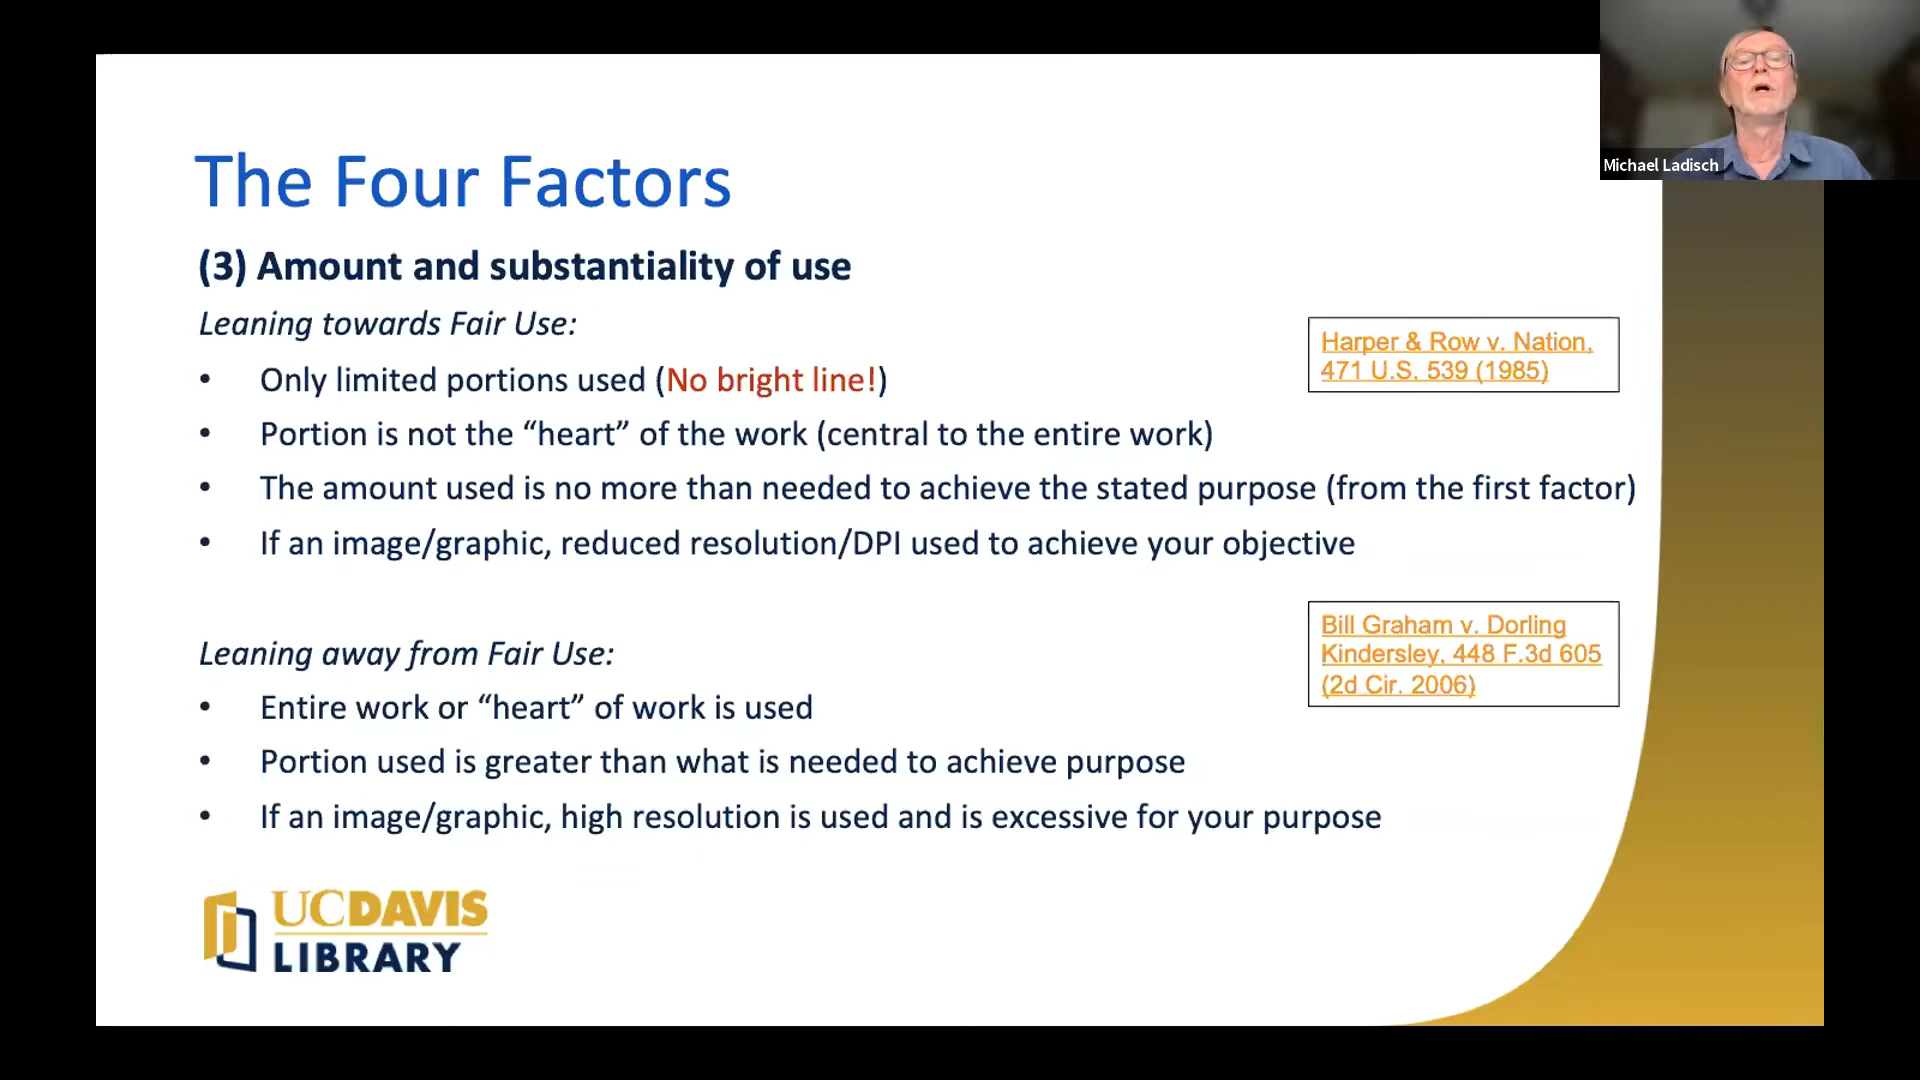 Michael Ladisch
The Four Factors
(3) Amount and substantiality of use
Leaning towards Fair Use:
• Only limited portions used (No bright line!)
• Portion is not the “heart” of the work (central to the entire work)
• The amount used is no more than needed to achieve the stated purpose (from the first factor)
• If an image/graphic, reduced resolution/DPI used to achieve your objective
Harper & Row v. Nation,
471 U.S. 539 (1985)
Leaning away from Fair Use:
• Entire work or “heart” of work is used
• Portion used is greater than what is needed to achieve purpose
• If an image/graphic, high resolution is used and is excessive for your purpose
Bill Graham v. Dorling
Kindersley, 448 F.3d 605
(2d Cir. 2006)
UCDAVIS
LIBRARY